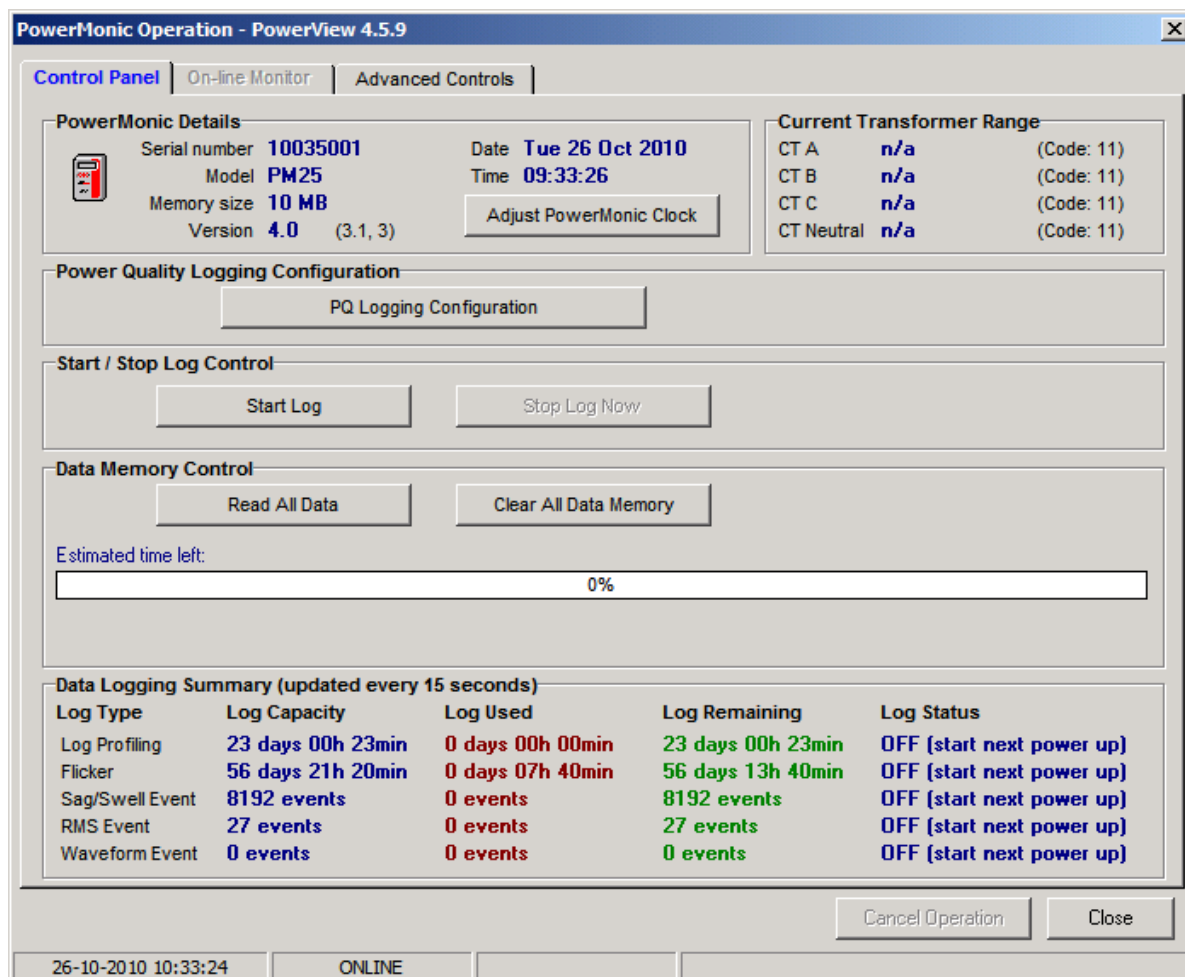 PowerMonic Operation - PowerView 4.5.9
Control Panel On-line Monitor Advanced Controls
PowerMonic Details
Serial number 10035001 Date Tue 26 Oct 2010
Model PM25 Time 09:33:26
Memory size 10 MB Adjust PowerMonic Clock
Version 4.0 (3.1, 3)
Current Transformer Range
CT A n/a (Code: 11)
CT B n/a (Code: 11)
CT C n/a (Code: 11)
CT Neutral n/a (Code: 11)
Power Quality Logging Configuration
PQ Logging Configuration
Start / Stop Log Control
Start Log Stop Log Now
Data Memory Control
Read All Data Clear All Data Memory
Estimated time left:
0%
Data Logging Summary (updated every 15 seconds)
Log Type Log Capacity Log Used Log Remaining Log Status
Log Profiling 23 days 00h 23min 0 days 00h 00min 23 days 00h 23min OFF (start next power up)
Flicker 56 days 21h 20min 0 days 07h 40min 56 days 13h 40min OFF (start next power up)
Sag/Swell Event 8192 events 0 events 8192 events OFF (start next power up)
RMS Event 27 events 0 events 27 events OFF (start next power up)
Waveform Event 0 events 0 events 0 events OFF (start next power up)
Cancel Operation Close
26-10-2010 10:33:24 ONLINE